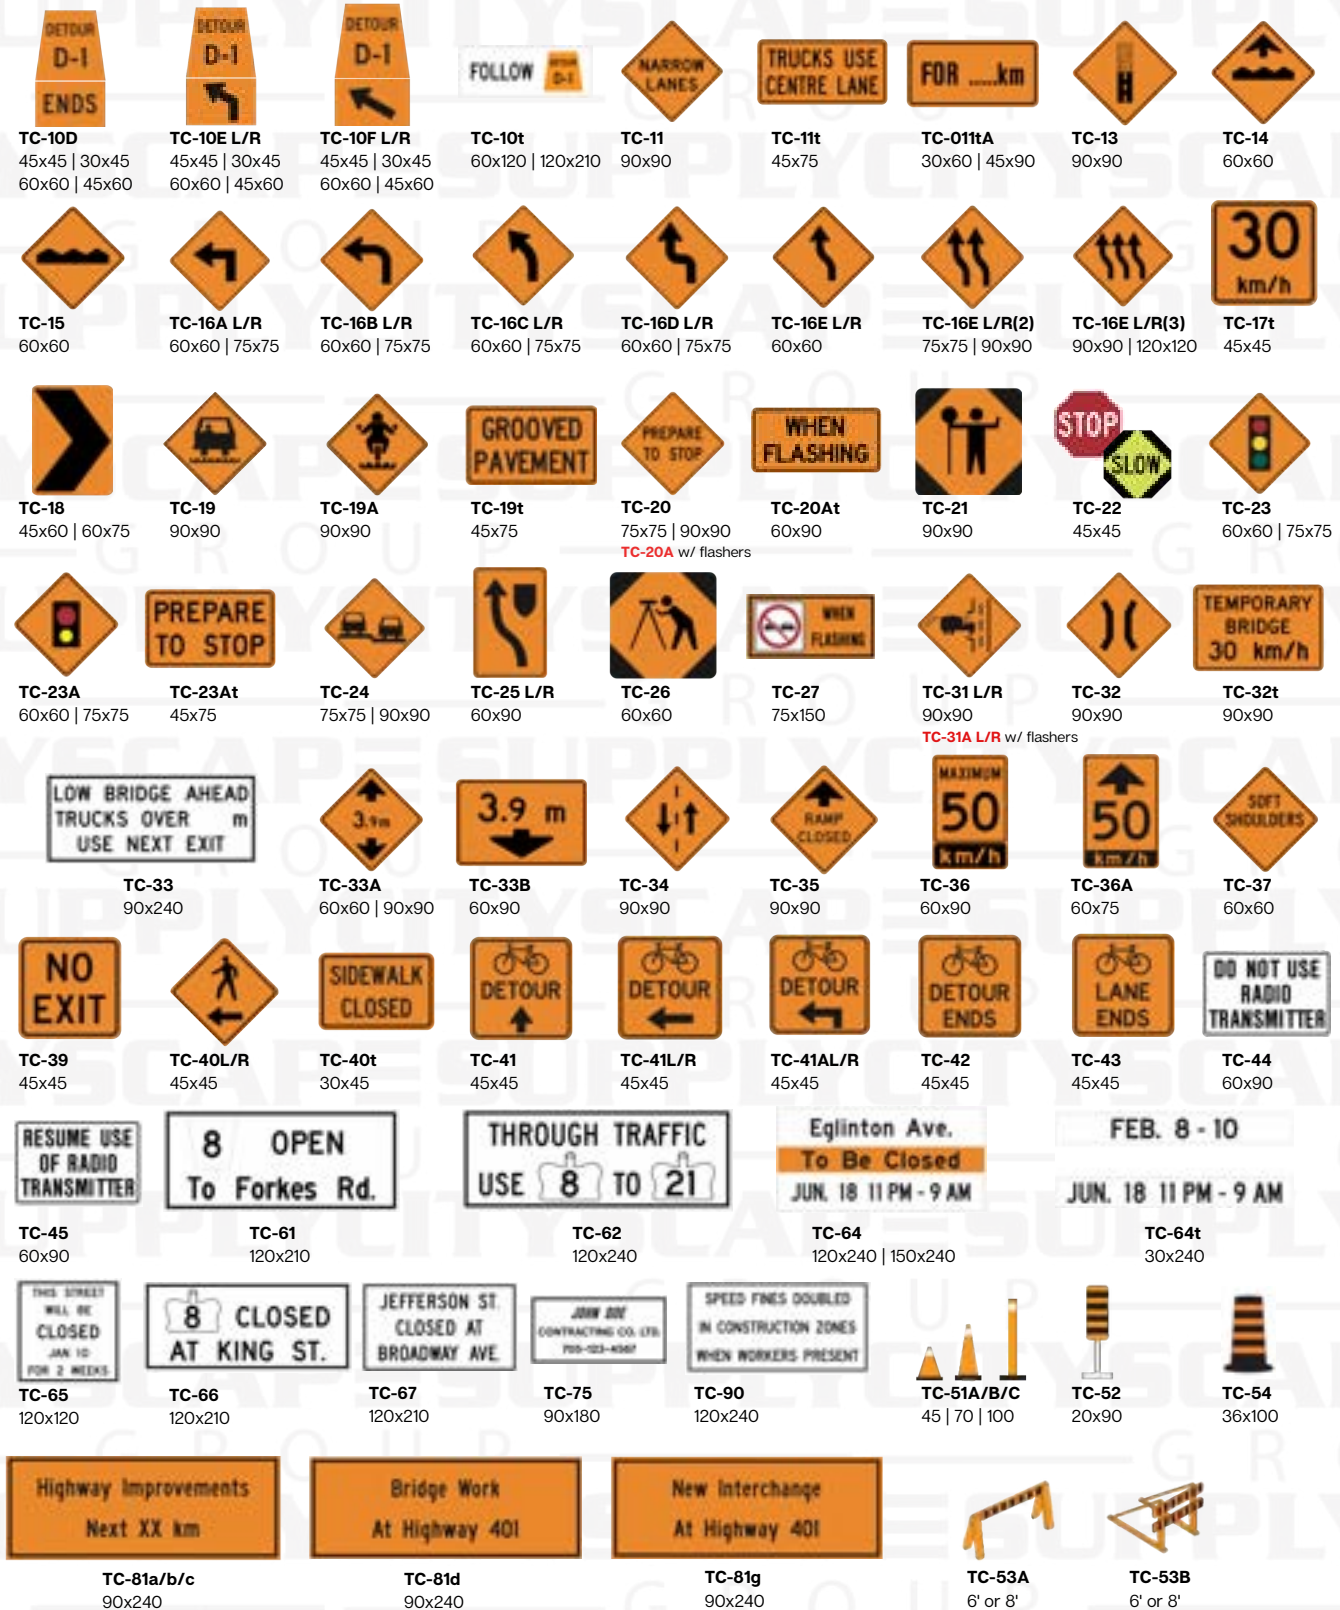 DETOUR
D-1
ENDS
TC-10D
45x45 | 30x45
60x60 | 45x60
DETOUR
D-1
TC-10E L/R
45x45 | 30x45
60x60 | 45x60
DETOUR
D-1
TC-10F L/R
45x45 | 30x45
60x60 | 45x60
FOLLOW DETOUR D-1
TC-10t
60x120 | 120x210
NARROW
LANES
TC-11
90x90
TRUCKS USE
CENTRE LANE
TC-11t
45x75
FOR .....km
TC-011tA
30x60 | 45x90
TC-13
90x90
TC-14
60x60
TC-15
60x60
TC-16A L/R
60x60 | 75x75
TC-16B L/R
60x60 | 75x75
TC-16C L/R
60x60 | 75x75
TC-16D L/R
60x60 | 75x75
TC-16E L/R
60x60
TC-16E L/R(2)
75x75 | 90x90
TC-16E L/R(3)
90x90 | 120x120
30
km/h
TC-17t
45x45
TC-18
45x60 | 60x75
TC-19
90x90
TC-19A
90x90
GROOVED
PAVEMENT
TC-19t
45x75
PREPARE
TO STOP
TC-20
75x75 | 90x90
TC-20A w/ flashers
WHEN
FLASHING
TC-20At
60x90
TC-21
90x90
STOP
SLOW
TC-22
45x45
TC-23
60x60 | 75x75
TC-23A
60x60 | 75x75
PREPARE
TO STOP
TC-23At
45x75
TC-24
75x75 | 90x90
TC-25 L/R
60x90
TC-26
60x60
WHEN
FLASHING
TC-27
75x150
TC-31 L/R
90x90
TC-31A L/R w/ flashers
TC-32
90x90
TEMPORARY
BRIDGE
30 km/h
TC-32t
90x90
LOW BRIDGE AHEAD
TRUCKS OVER m
USE NEXT EXIT
TC-33
90x240
3.9m
TC-33A
60x60 | 90x90
3.9 m
TC-33B
60x90
TC-34
90x90
RAMP
CLOSED
TC-35
90x90
MAXIMUM
50
km/h
TC-36
60x90
50
km/h
TC-36A
60x75
SOFT
SHOULDERS
TC-37
60x60
NO
EXIT
TC-39
45x45
TC-40L/R
45x45
SIDEWALK
CLOSED
TC-40t
30x45
DETOUR
TC-41
45x45
DETOUR
TC-41L/R
45x45
DETOUR
TC-41AL/R
45x45
DETOUR
ENDS
TC-42
45x45
LANE
ENDS
TC-43
45x45
DO NOT USE
RADIO
TRANSMITTER
TC-44
60x90
RESUME USE
OF RADIO
TRANSMITTER
TC-45
60x90
8 OPEN
To Forkes Rd.
TC-61
120x210
THROUGH TRAFFIC
USE 8 TO 21
TC-62
120x240
Eglinton Ave.
To Be Closed
JUN. 18 11 PM - 9 AM
TC-64
120x240 | 150x240
FEB. 8 - 10
JUN. 18 11 PM - 9 AM
TC-64t
30x240
THIS STREET
WILL BE
CLOSED
JAN 10
FOR 2 WEEKS
TC-65
120x120
8 CLOSED
AT KING ST.
TC-66
120x210
JEFFERSON ST.
CLOSED AT
BROADWAY AVE.
TC-67
120x210
JOHN DOE
CONTRACTING CO. LTD.
705-123-4567
TC-75
90x180
SPEED FINES DOUBLED
IN CONSTRUCTION ZONES
WHEN WORKERS PRESENT
TC-90
120x240
TC-51A/B/C
45 | 70 | 100
TC-52
20x90
TC-54
36x100
Highway Improvements
Next XX km
TC-81a/b/c
90x240
Bridge Work
At Highway 401
TC-81d
90x240
New Interchange
At Highway 401
TC-81g
90x240
TC-53A
6' or 8'
TC-53B
6' or 8'